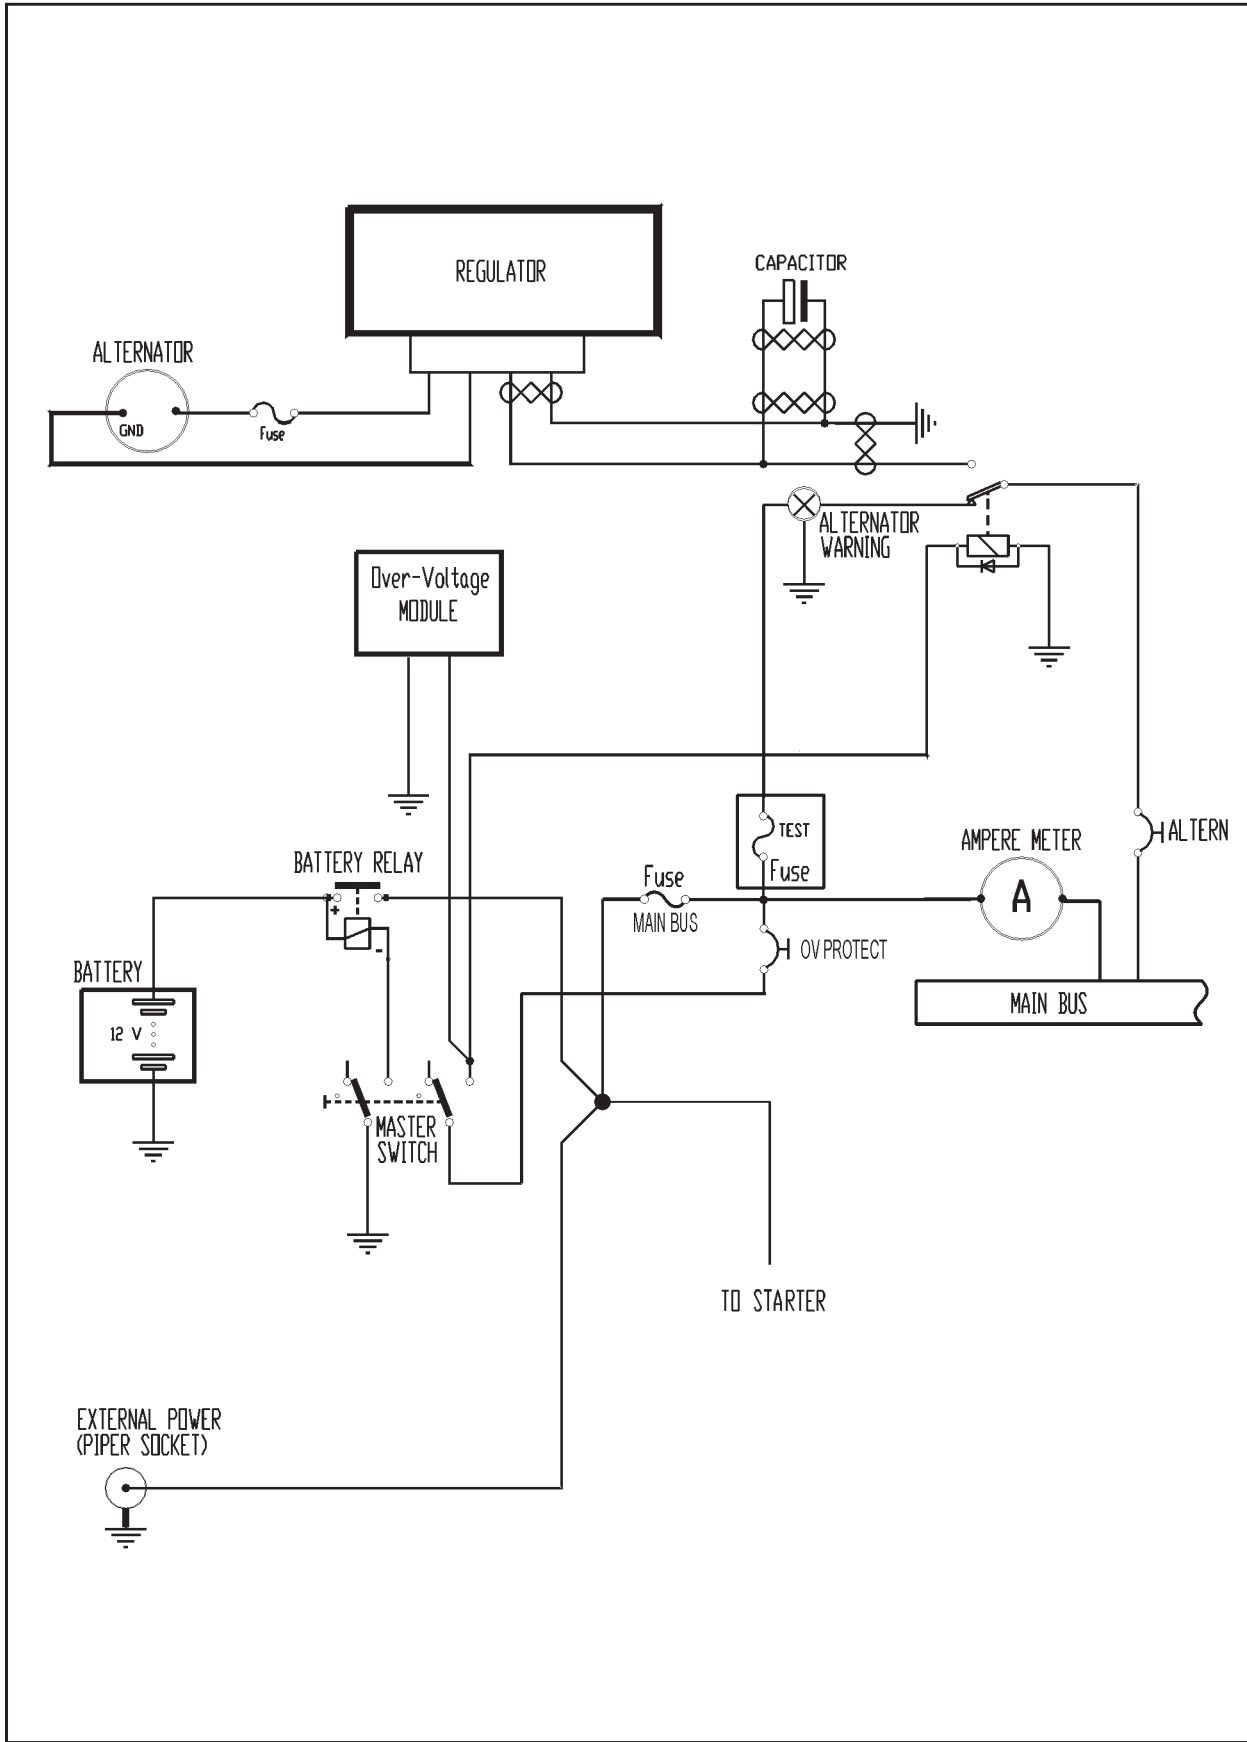 REGULATOR
CAPACITOR
ALTERNATOR
GND
Fuse
ALTERNATOR
WARNING
Over-Voltage
MODULE
TEST
Fuse
AMPERE METER
ALTERN
BATTERY RELAY
Fuse
A
+
MAIN BUS
OV PROTECT
-
BATTERY
12 V
MAIN BUS
MASTER
SWITCH
TO STARTER
EXTERNAL POWER
(PIPER SOCKET)